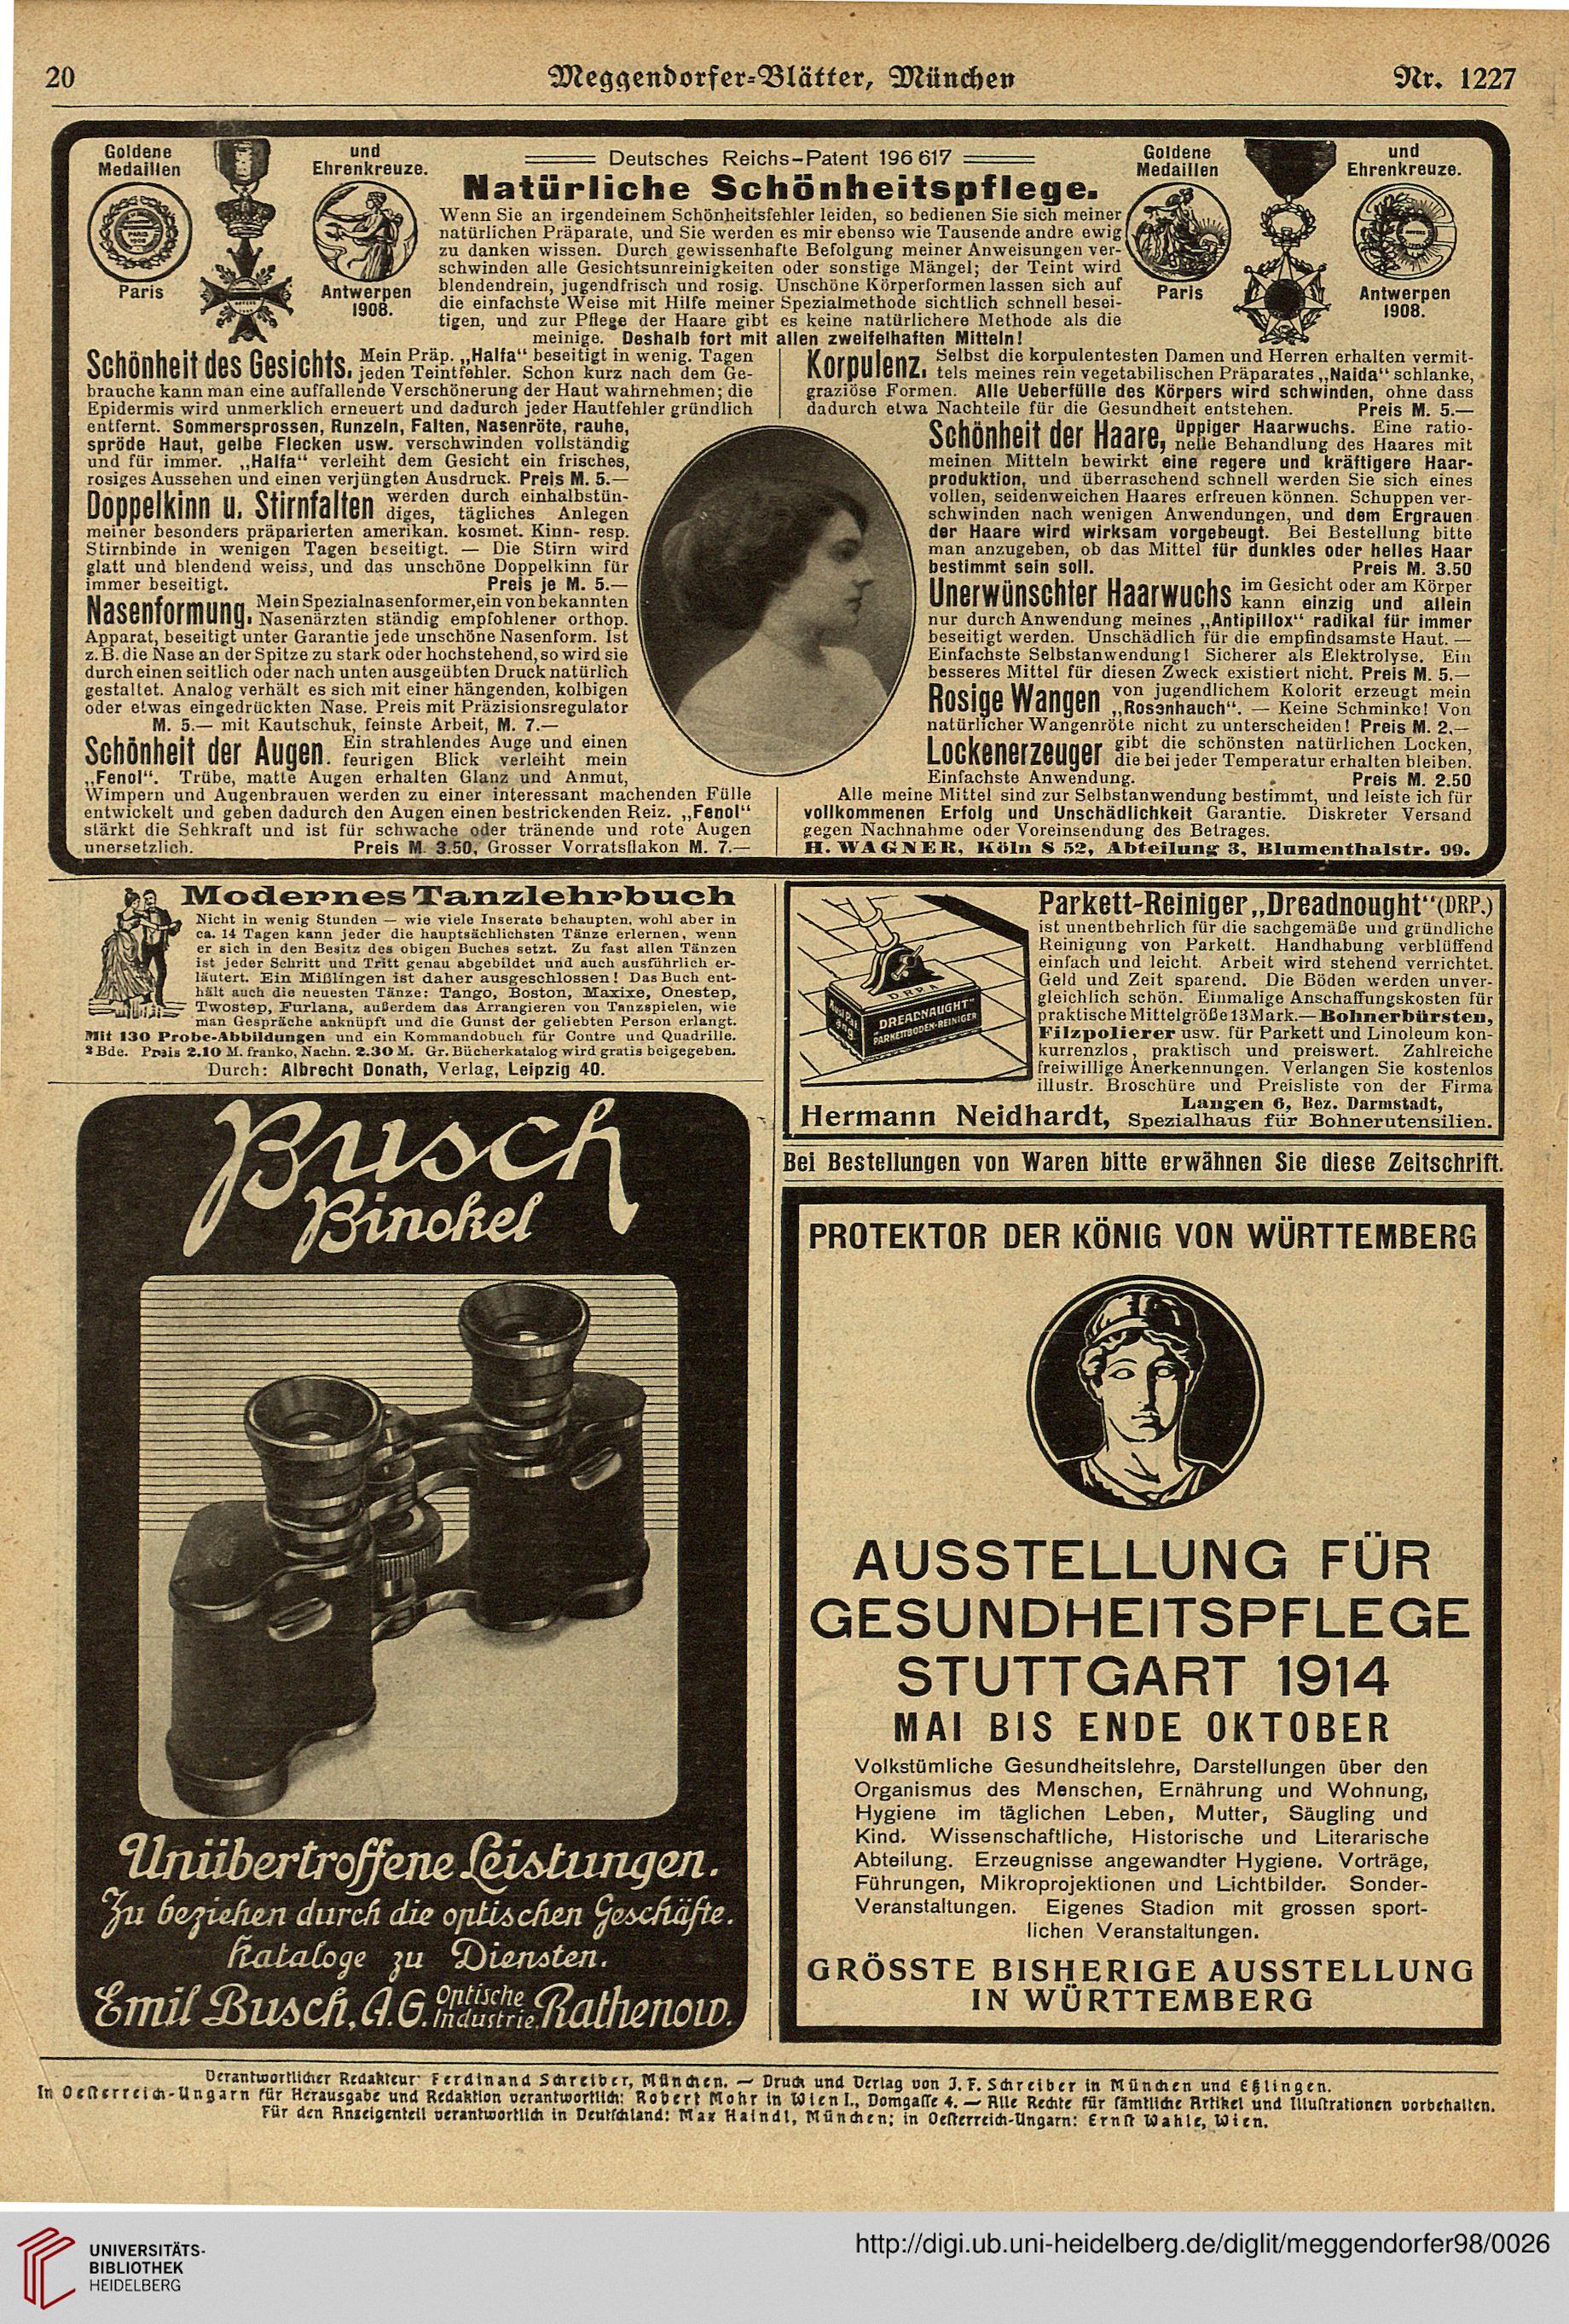 20
Meggendorfer-Blätter, München
Nr. 1227
Goldene
Medaillen
und
Ehrenkreuze.
Paris
Antwerpen
1908.
Deutsches Reichs-Patent 196 617
Natürliche Schönheitspflege.
Wenn Sie an irgendeinem Schönheitsfehler leiden, so bedienen Sie sich meiner
natürlichen Präparate, und Sie werden es mir ebenso wie Tausende andre ewig
zu danken wissen. Durch gewissenhafte Befolgung meiner Anweisungen ver-
schwinden alle Gesichtsunreinigkeiten oder sonstige Mängel; der Teint wird
blendendrein, jugendfrisch und rosig. Unschöne Körperformen lassen sich auf
die einfachste Weise mit Hilfe meiner Spezialmethode sichtlich schnell besei-
tigen, und zur Pflege der Haare gibt es keine natürlichere Methode als die
meinige. Deshalb fort mit allen zweifelhaften Mitteln!
Goldene
Medaillen
und
Ehrenkreuze.
Paris
Antwerpen
1908.
Schönheit des Gesichts. Mein Präp. „Halfa“ beseitigt in wenig. Tagen
jeden Teintfehler. Schon kurz nach dem Ge-
brauche kann man eine auffallende Verschönerung der Haut wahrnehmen; die
Epidermis wird unmerklich erneuert und dadurch jeder Hautfehler gründlich
entfernt. Sommersprossen, Runzeln, Falten, Nasenröte, rauhe,
spröde Haut, gelbe Flecken usw. verschwinden vollständig
und für immer. „Halfa“ verleiht dem Gesicht ein frisches,
rosiges Aussehen und einen verjüngten Ausdruck. Preis M. 5.—
Doppelkinn u. Stirnfalten werden durch einhalbstün-
diges, tägliches Anlegen
meiner besonders präparierten amerikan. kosmet. Kinn- resp.
Stirnbinde in wenigen Tagen beseitigt. — Die Stirn wird
glatt und blendend weiss, und das unschöne Doppelkinn für
immer beseitigt. Preis je M. 5.—
Nasenformung. Mein Spezialnasenformer, ein von bekannten
Nasenärzten ständig empfohlener orthop.
Apparat, beseitigt unter Garantie jede unschöne Nasenform. Ist
z. B. die Nase an der Spitze zu stark oder hochstehend, so wird sie
durch einen seitlich oder nach unten ausgeübten Druck natürlich
gestaltet. Analog verhält es sich mit einer hängenden, kolbigen
oder etwas eingedrückten Nase. Preis mit Präzisionsregulator
M. 5.— mit Kautschuk, feinste Arbeit, M. 7.—
Schönheit der Augen. Ein strahlendes Auge und einen
feurigen Blick verleiht mein
„Fenol“. Trübe, matte Augen erhalten Glanz und Anmut,
Wimpern und Augenbrauen werden zu einer interessant machenden Fülle
entwickelt und geben dadurch den Augen einen bestrickenden Reiz. „Fenol“
stärkt die Sehkraft und ist für schwache oder tränende und rote Augen
unersetzlich. Preis M. 3.50, Grosser Vorratsflakon M. 7.—
Korpulenz. Selbst die korpulentesten Damen und Herren erhalten vermit-
tels meines rein vegetabilischen Präparates „Naida“ schlanke,
graziöse Formen. Alle Ueberfülle des Körpers wird schwinden, ohne dass
dadurch etwa Nachteile für die Gesundheit entstehen. Preis M. 5.—
Schönheit der Haare, üppiger Haarwuchs. Eine ratio-
nelle Behandlung des Haares mit
meinen Mitteln bewirkt eine regere und kräftigere Haar-
produktion, und überraschend schnell werden Sie sich eines
vollen, seidenweichen Haares erfreuen können. Schuppen ver-
schwinden nach wenigen Anwendungen, und dem Ergrauen
der Haare wird wirksam vorgebeugt. Bei Bestellung bitte
man anzugeben, ob das Mittel für dunkles oder helles Haar
bestimmt sein soll. Preis M. 3.50
Unerwünschter Haarwuchs im Gesicht oder am Körper
kann einzig und allein
nur durch Anwendung meines „Antipillox“ radikal für immer
beseitigt werden. Unschädlich für die empfindsamste Haut. —
Einfachste Selbstanwendung! Sicherer als Elektrolyse. Ein
besseres Mittel für diesen Zweck existiert nicht. Preis M. 5.—
Rosige Wangen von jugendlichem Kolorit erzeugt mein
„Rosenhauch“. — Keine Schminke! Von
natürlicher Wangenröte nicht zu unterscheiden! Preis M. 2.—
Lockenerzeuger gibt die schönsten natürlichen Locken,
die bei jeder Temperatur erhalten bleiben.
Einfachste Anwendung. Preis M. 2.50
Alle meine Mittel sind zur Selbstanwendung bestimmt, und leiste ich für
vollkommenen Erfolg und Unschädlichkeit Garantie. Diskreter Versand
gegen Nachnahme oder Voreinsendung des Betrages.
H. WAGNER, Köln S 52, Abteilung 3, Blumenthalstr. 99.
Modernes Tanzlehrbuch
Nicht in wenig Stunden — wie viele Inserate behaupten, wohl aber in
ca. 14 Tagen kann jeder die hauptsächlichsten Tänze erlernen, wenn
er sich in den Besitz des obigen Buches setzt. Zu fast allen Tänzen
ist jeder Schritt und Tritt genau abgebildet und auch ausführlich er-
läutert. Ein Mißlingen ist daher ausgeschlossen! Das Buch ent-
hält auch die neuesten Tänze: Tango, Boston, Maxixe, Onestep,
Twostep, Furlana, außerdem das Arrangieren von Tanzspielen, wie
man Gespräche anknüpft und die Gunst der geliebten Person erlangt.
Mit 130 Probe-Abbildungen und ein Kommandobuch für Contre und Quadrille.
2 Bde. Preis 2.10 M. franko, Nachn. 2.30 M. Gr. Bücherkatalog wird gratis beigegeben.
Durch: Albrecht Donath, Verlag, Leipzig 40.
DRPA
DREADNAUGHT“
PARKETTBODEN-REINIGER
Parkett-Reiniger „Dreadnought“ (DRP.)
ist unentbehrlich für die sachgemäße und gründliche
Reinigung von Parkett. Handhabung verblüffend
einfach und leicht. Arbeit wird stehend verrichtet.
Geld und Zeit sparend. Die Böden werden unver-
gleichlich schön. Einmalige Anschaffungskosten für
praktische Mittelgröße 13 Mark.— Bohnerbürsten,
Filzpolierer usw. für Parkett und Linoleum kon-
kurrenzlos, praktisch und preiswert. Zahlreiche
freiwillige Anerkennungen. Verlangen Sie kostenlos
illustr. Broschüre und Preisliste von der Firma
Hermann Neidhardt, Langen 6, Bez. Darmstadt,
Spezialhaus für Bohnerutensilien.
Bei Bestellungen von Waren bitte erwähnen Sie diese Zeitschrift.
Busch
Binokel
Unübertroffene Leistungen.
Zu beziehen durch die optischen Geschäfte.
Kataloge zu Diensten.
Emil Busch, A.G. Optische Industrie. Rathenow.
PROTEKTOR DER KÖNIG VON WÜRTTEMBERG
AUSSTELLUNG FÜR
GESUNDHEITSPFLEGE
STUTTGART 1914
MAI BIS ENDE OKTOBER
Volkstümliche Gesundheitslehre, Darstellungen über den
Organismus des Menschen, Ernährung und Wohnung,
Hygiene im täglichen Leben, Mutter, Säugling und
Kind. Wissenschaftliche, Historische und Literarische
Abteilung. Erzeugnisse angewandter Hygiene. Vorträge,
Führungen, Mikroprojektionen und Lichtbilder. Sonder-
Veranstaltungen. Eigenes Stadion mit grossen sport-
lichen Veranstaltungen.
GRÖSSTE BISHERIGE AUSSTELLUNG
IN WÜRTTEMBERG
Verantwortlicher Redakteur: Ferdinand Schreiber, München. — Druck und Verlag von J. F. Schreiber in München und Eßlingen.
In Oesterreich-Ungarn für Herausgabe und Redaktion verantwortlich: Robert Mohr in Wien I., Domgasse 4. — Alle Rechte für sämtliche Artikel und Illustrationen vorbehalten.
Für den Anzeigenteil verantwortlich in Deutschland: Max Haindl, München; in Oesterreich-Ungarn: Ernst Wahle, Wien.
UNIVERSITÄTS-
BIBLIOTHEK
HEIDELBERG
http://digi.ub.uni-heidelberg.de/diglit/meggendorfer98/0026